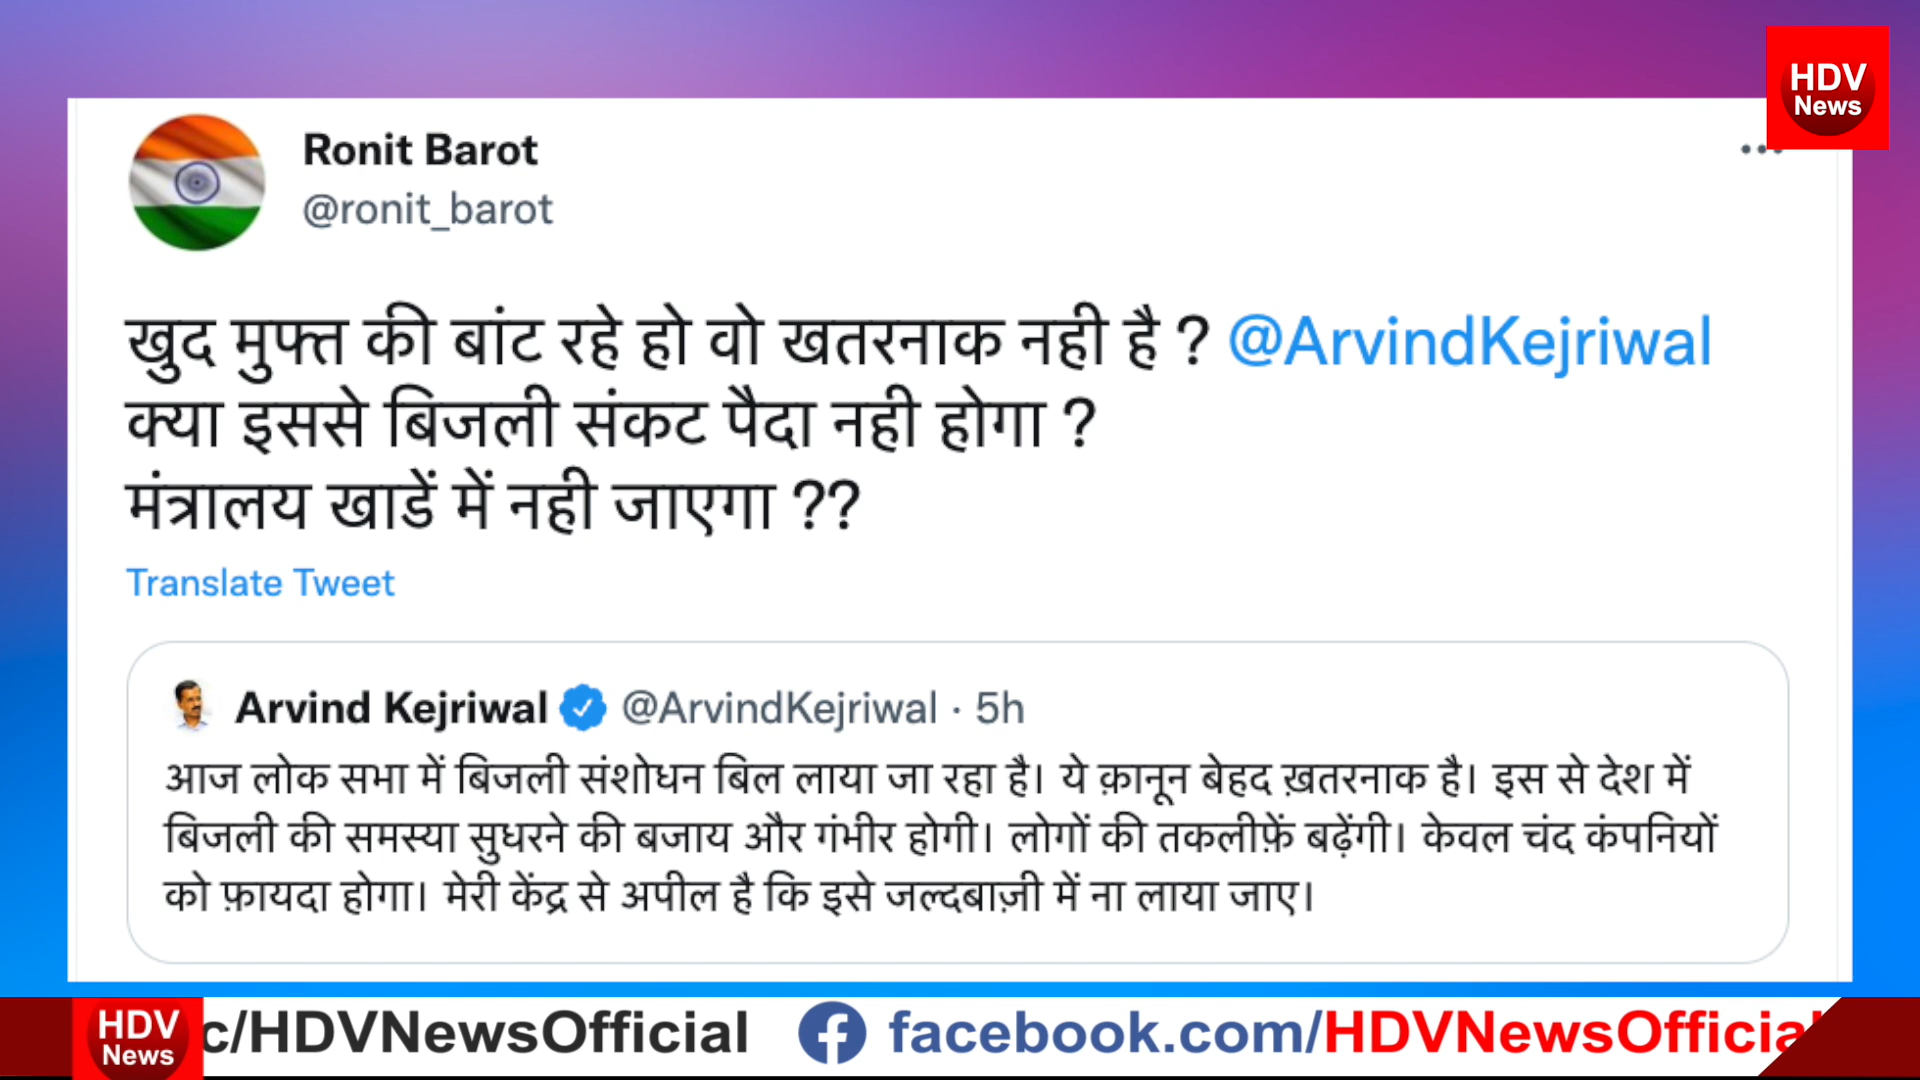 HDV
News
Ronit Barot
@ronit_barot
खुद मुफ्त की बांट रहे हो वो खतरनाक नही है ? @ArvindKejriwal
क्या इससे बिजली संकट पैदा नही होगा ?
मंत्रालय खाडें में नही जाएगा ??
Translate Tweet
Arvind Kejriwal @ArvindKejriwal · 5h
आज लोक सभा में बिजली संशोधन बिल लाया जा रहा है। ये क़ानून बेहद ख़तरनाक है। इस से देश में
बिजली की समस्या सुधरने की बजाय और गंभीर होगी। लोगों की तकलीफ़ें बढ़ेंगी। केवल चंद कंपनियों
को फ़ायदा होगा। मेरी केंद्र से अपील है कि इसे जल्दबाज़ी में ना लाया जाए।
HDV
News
c/HDVNewsOfficial facebook.com/HDVNewsOfficial